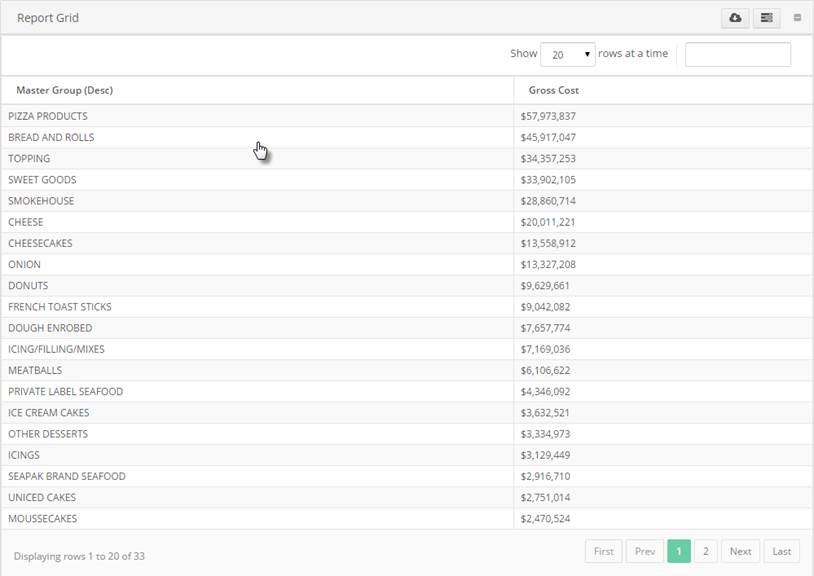 Report Grid
Show 20 rows at a time
Master Group (Desc) Gross Cost
PIZZA PRODUCTS $57,973,837
BREAD AND ROLLS $45,917,047
TOPPING $34,357,253
SWEET GOODS $33,902,105
SMOKEHOUSE $28,860,714
CHEESE $20,011,221
CHEESECAKES $13,558,912
ONION $13,327,208
DONUTS $9,629,661
FRENCH TOAST STICKS $9,042,082
DOUGH ENROBED $7,657,774
ICING/FILLING/MIXES $7,169,036
MEATBALLS $6,106,622
PRIVATE LABEL SEAFOOD $4,346,092
ICE CREAM CAKES $3,632,521
OTHER DESSERTS $3,334,973
ICINGS $3,129,449
SEAPAK BRAND SEAFOOD $2,916,710
UNICED CAKES $2,751,014
MOUSSECAKES $2,470,524
Displaying rows 1 to 20 of 33 First Prev 1 2 Next Last